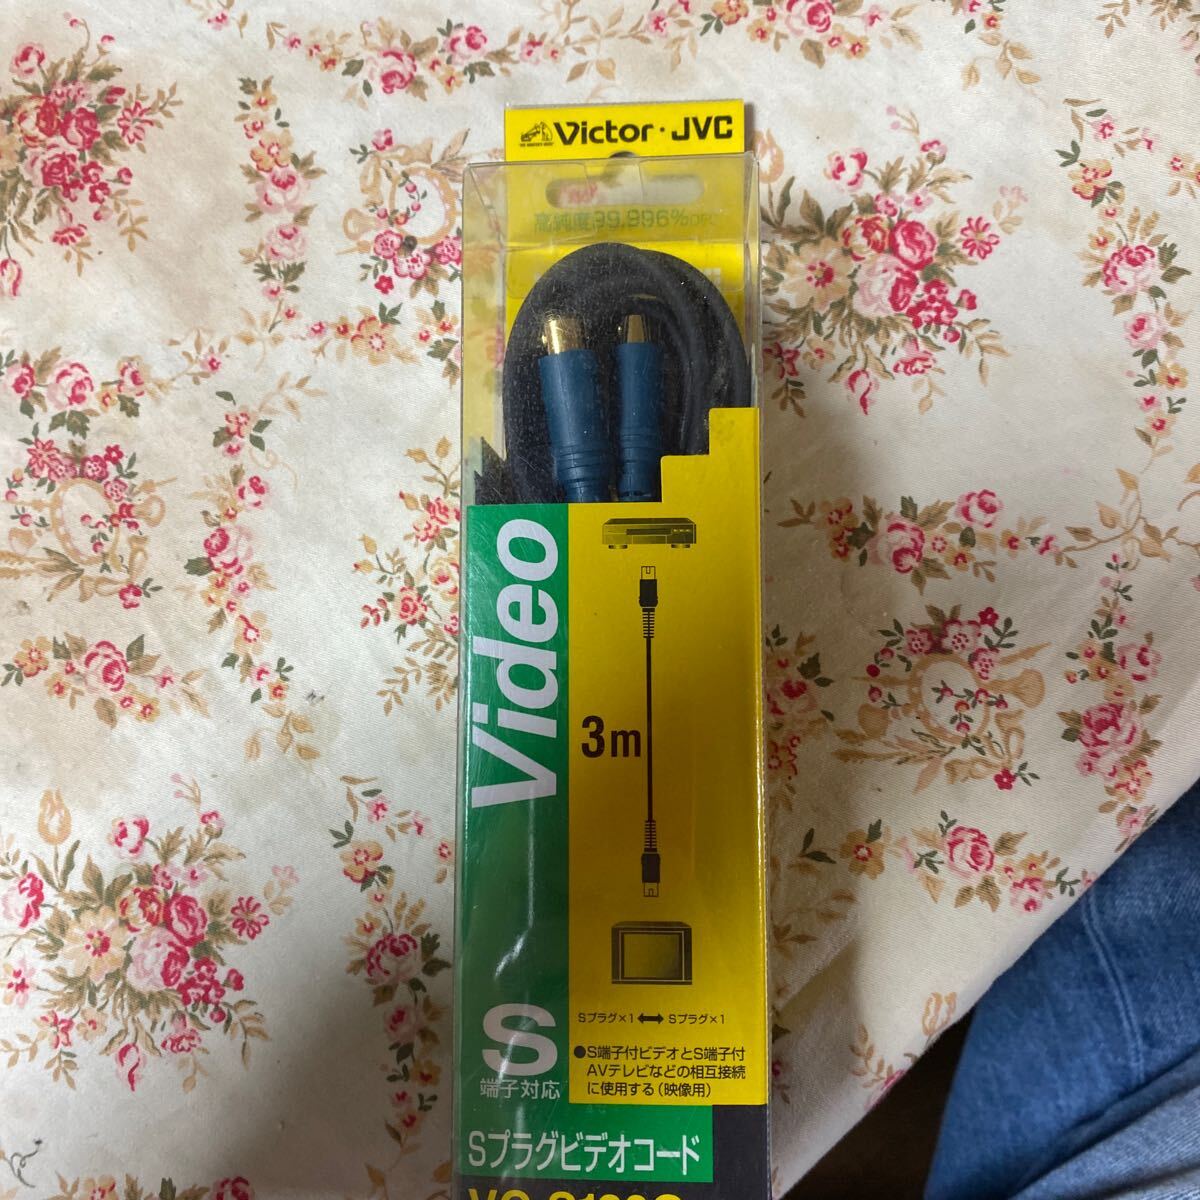 Victor・JVC
高純度99.996%
Video
3m
Sプラグ×1 ⟷ Sプラグ×1
●S端子付ビデオとS端子付
AVテレビなどの相互接続
に使用する(映像用)
S
端子対応
Sプラグビデオコード